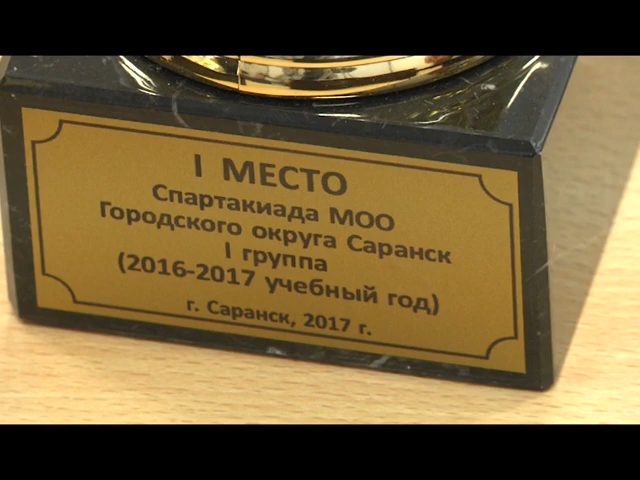 I МЕСТО
Спартакиада МОО
Городского округа Саранск
I группа
(2016-2017 учебный год)
г. Саранск, 2017 г.